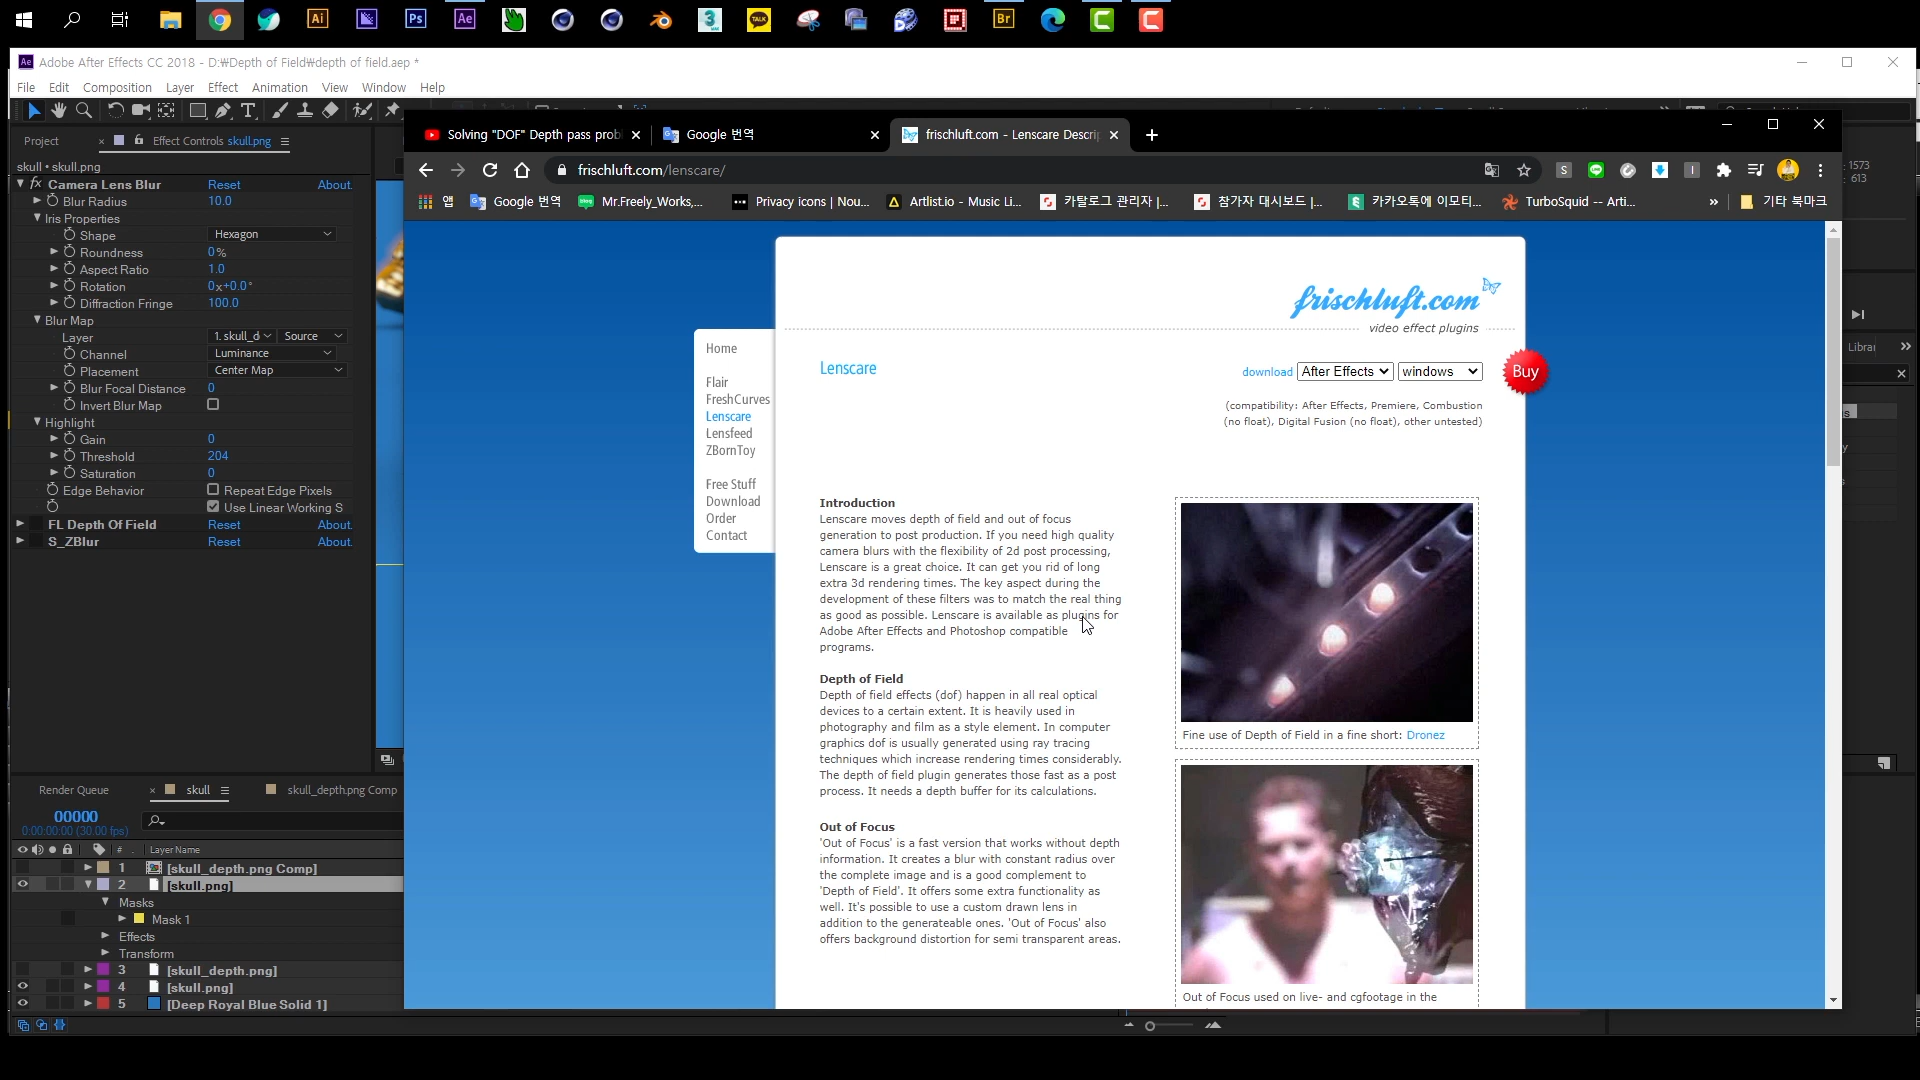 Adobe After Effects CC 2018 - D:₩Depth of Field₩depth of field.aep *
File Edit Composition Layer Effect Animation View Window Help
Project
Effect Controls skull.png
skull • skull.png
fx Camera Lens Blur Reset About.
Blur Radius 10.0
Iris Properties
Shape Hexagon
Roundness 0%
Aspect Ratio 1.0
Rotation 0x+0.0°
Diffraction Fringe 100.0
Blur Map
Layer 1. skull_d Source
Channel Luminance
Placement Center Map
Blur Focal Distance 0
Invert Blur Map
Highlight
Gain 0
Threshold 204
Saturation 0
Edge Behavior Repeat Edge Pixels
Use Linear Working S
FL Depth Of Field Reset About.
S_ZBlur Reset About.
Render Queue skull skull_depth.png Comp
00000
0:00:00:00 (30.00 fps)
# Layer Name
1 [skull_depth.png Comp]
2 [skull.png]
Masks
Mask 1
Effects
Transform
3 [skull_depth.png]
4 [skull.png]
5 [Deep Royal Blue Solid 1]
Solving "DOF" Depth pass prob
Google 번역
frischluft.com - Lenscare Descrip
frischluft.com/lenscare/
앱
Google 번역
Mr.Freely_Works,...
Privacy icons | Nou...
Artlist.io - Music Li...
카탈로그 관리자 |...
참가자 대시보드 |...
카카오톡에 이모티...
TurboSquid -- Arti...
기타 북마크
frischluft.com
video effect plugins
Home
Flair
FreshCurves
Lenscare
Lensfeed
ZBornToy
Free Stuff
Download
Order
Contact
Lenscare
download After Effects windows
Buy
(compatibility: After Effects, Premiere, Combustion
(no float), Digital Fusion (no float), other untested)
Introduction
Lenscare moves depth of field and out of focus
generation to post production. If you need high quality
camera blurs with the flexibility of 2d post processing,
Lenscare is a great choice. It can get you rid of long
extra 3d rendering times. The key aspect during the
development of these filters was to match the real thing
as good as possible. Lenscare is available as plugins for
Adobe After Effects and Photoshop compatible
programs.
Depth of Field
Depth of field effects (dof) happen in all real optical
devices to a certain extent. It is heavily used in
photography and film as a style element. In computer
graphics dof is usually generated using ray tracing
techniques which increase rendering times considerably.
The depth of field plugin generates those fast as a post
process. It needs a depth buffer for its calculations.
Out of Focus
'Out of Focus' is a fast version that works without depth
information. It creates a blur with constant radius over
the complete image and is a good complement to
'Depth of Field'. It offers some extra functionality as
well. It's possible to use a custom drawn lens in
addition to the generateable ones. 'Out of Focus' also
offers background distortion for semi transparent areas.
Fine use of Depth of Field in a fine short: Dronez
Out of Focus used on live- and cgfootage in the
1573
613
Librar